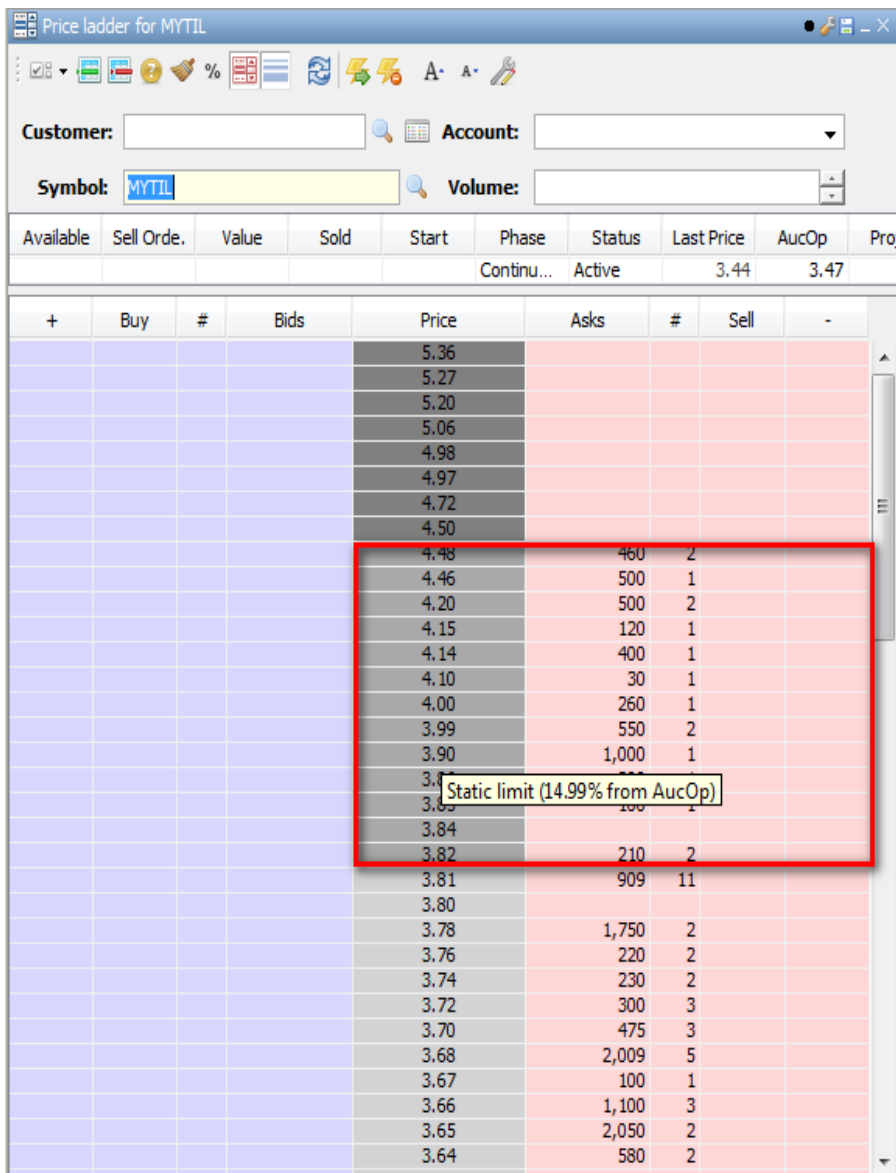 Price ladder for MYTIL
%
A A
Customer: Account:
Symbol: MYTIL Volume:
Available Sell Orde. Value Sold Start Phase Status Last Price AucOp Pro
Continu... Active 3.44 3.47
+ Buy # Bids Price Asks # Sell -
5.36
5.27
5.20
5.06
4.98
4.97
4.72
4.50
4.48 460 2
4.46 500 1
4.20 500 2
4.15 120 1
4.14 400 1
4.10 30 1
4.00 260 1
3.99 550 2
3.90 1,000 1
Static limit (14.99% from AucOp)
3.84
3.82 210 2
3.81 909 11
3.80
3.78 1,750 2
3.76 220 2
3.74 230 2
3.72 300 3
3.70 475 3
3.68 2,009 5
3.67 100 1
3.66 1,100 3
3.65 2,050 2
3.64 580 2